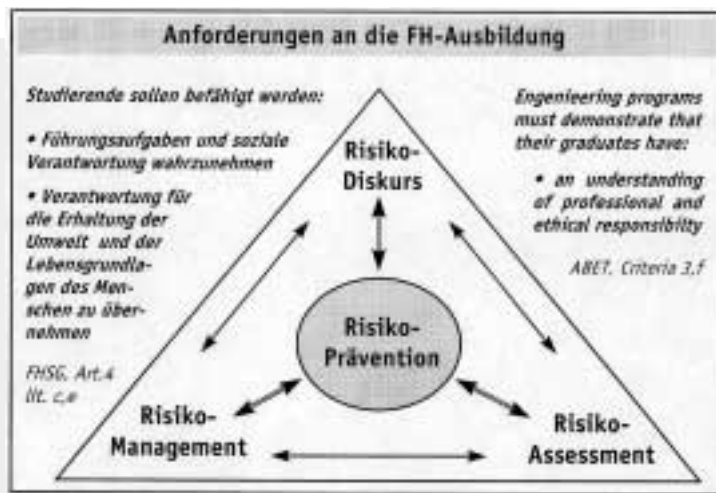 Anforderungen an die FH-Ausbildung
Studierende sollen befähigt werden:
• Führungsaufgaben und soziale
Verantwortung wahrzunehmen
• Verantwortung für
die Erhaltung der
Umwelt und der
Lebensgrundla-
gen des Men-
schen zu über-
nehmen
FHSG, Art.4
lit. c,e
Engenieering programs
must demonstrate that
their graduates have:
• an understanding
of professional and
ethical responsibilty
ABET, Criteria 3,f
Risiko-
Diskurs
Risiko-
Prävention
Risiko-
Management
Risiko-
Assessment